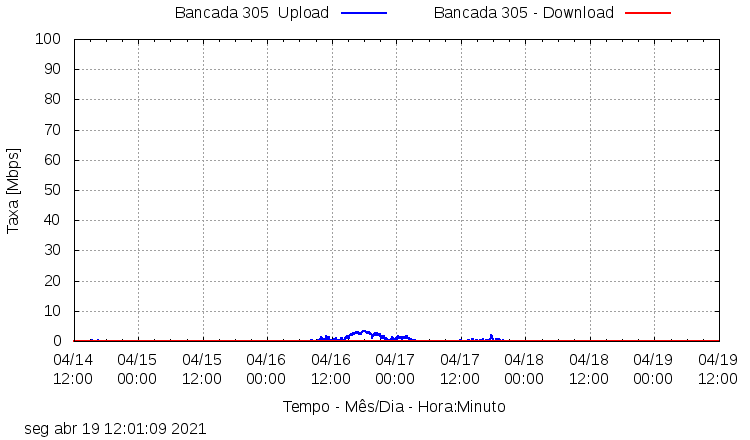 Bancada 305  Upload
Bancada 305 - Download
Taxa [Mbps]
100
90
80
70
60
50
40
30
20
10
0
04/14 04/15 04/15 04/16 04/16 04/17 04/17 04/18 04/18 04/19 04/19
12:00 00:00 12:00 00:00 12:00 00:00 12:00 00:00 12:00 00:00 12:00
Tempo - Mês/Dia - Hora:Minuto
seg abr 19 12:01:09 2021